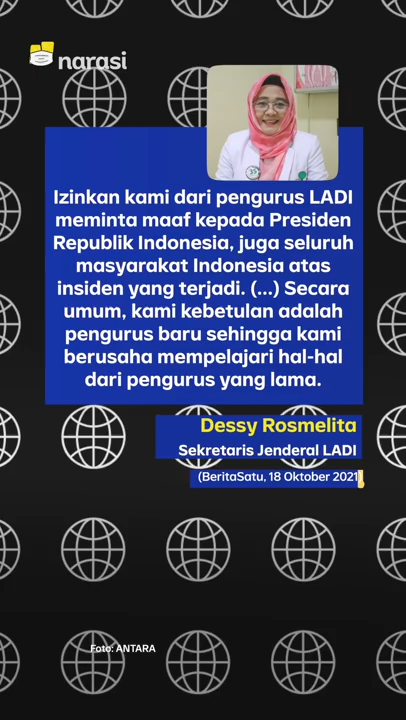 narasi
Izinkan kami dari pengurus LADI
meminta maaf kepada Presiden
Republik Indonesia, juga seluruh
masyarakat Indonesia atas
insiden yang terjadi. (...) Secara
umum, kami kebetulan adalah
pengurus baru sehingga kami
berusaha mempelajari hal-hal
dari pengurus yang lama.
Dessy Rosmelita
Sekretaris Jenderal LADI
(BeritaSatu, 18 Oktober 2021
Foto: ANTARA